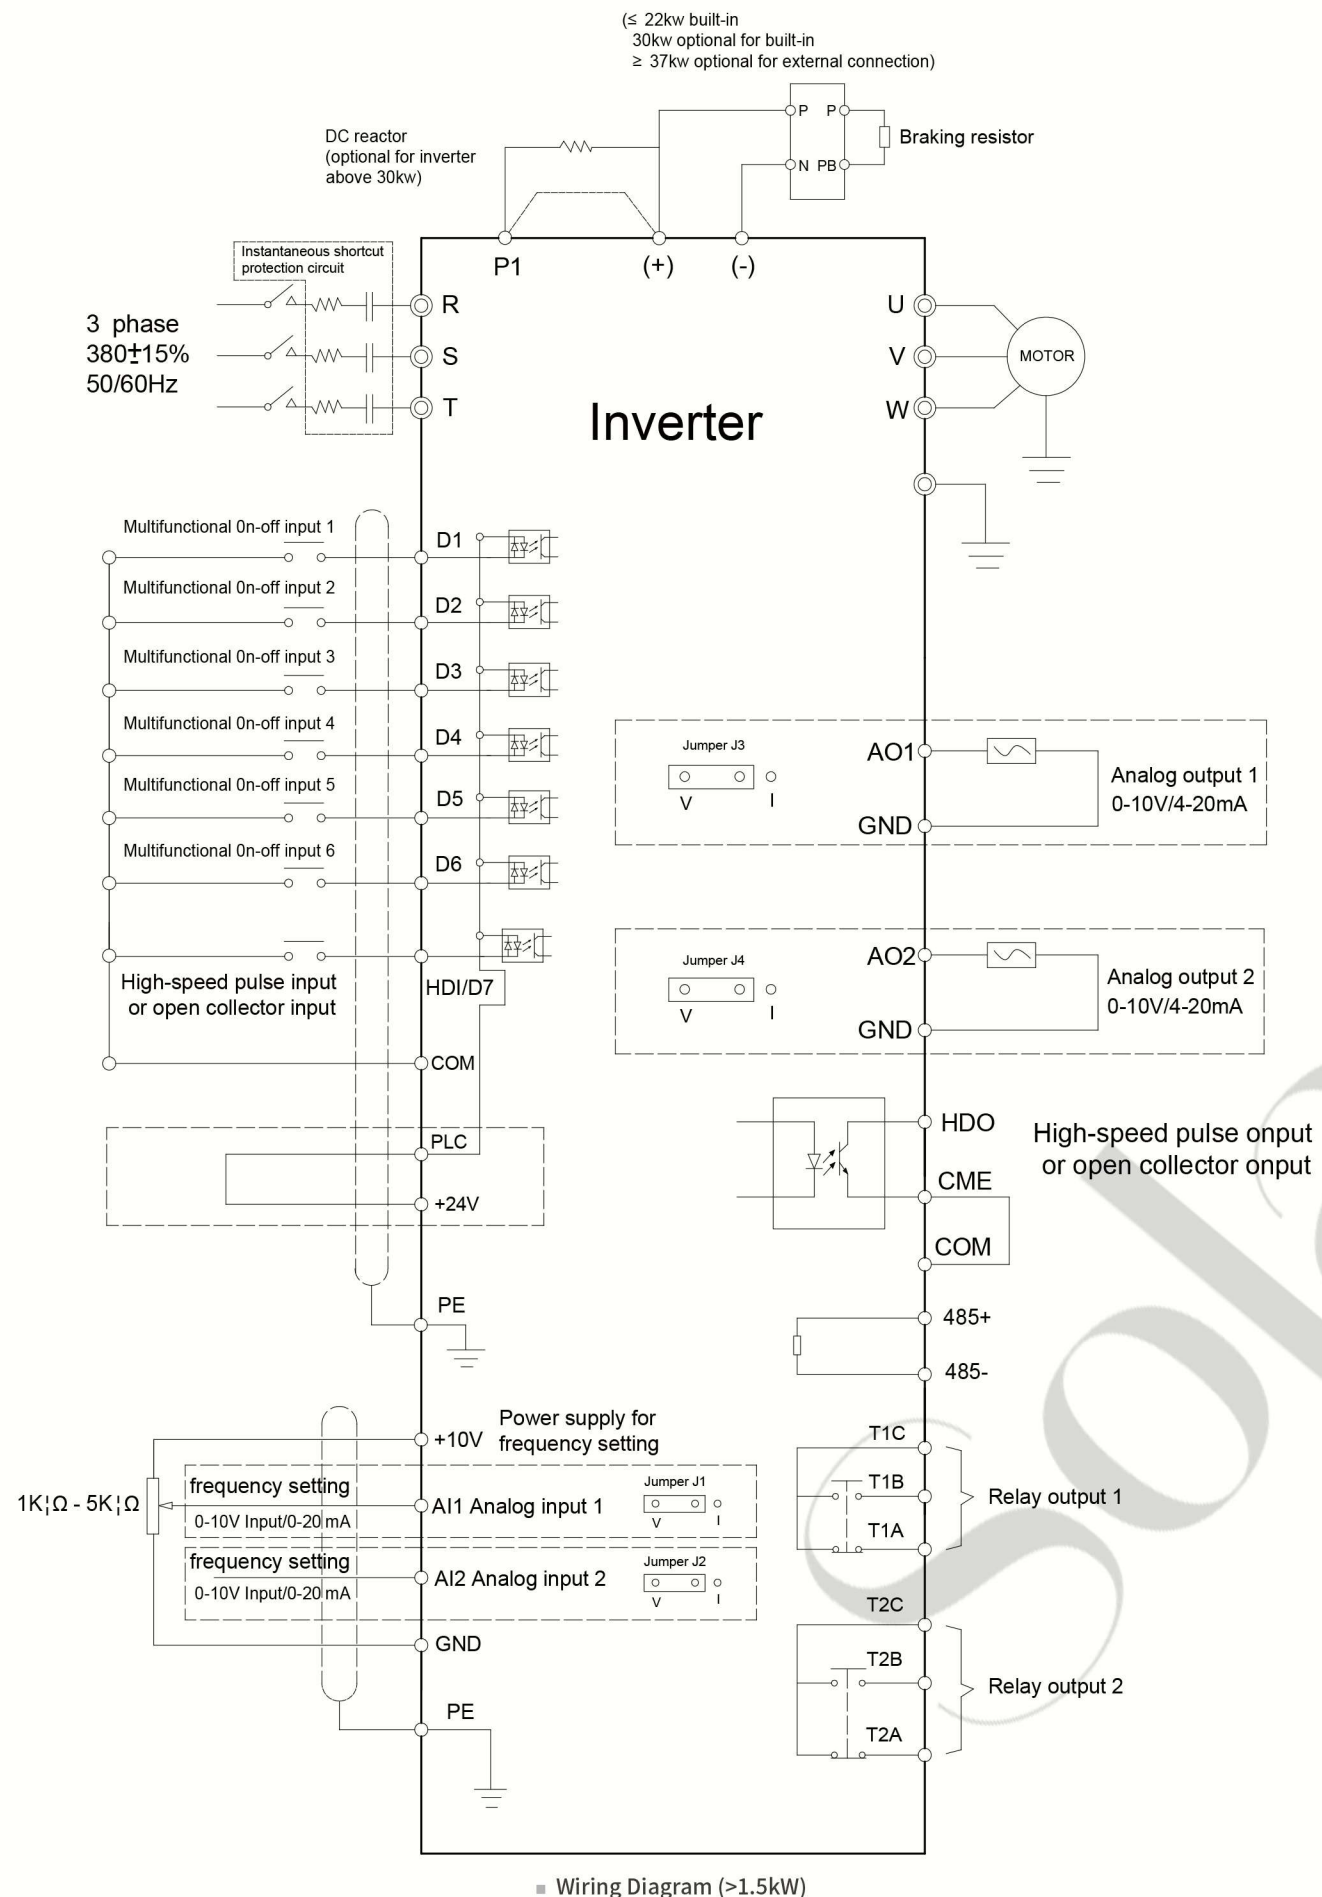 (≤ 22kw built-in
30kw optional for built-in
≥ 37kw optional for external connection)
DC reactor
(optional for inverter
above 30kw)
P P
N PB
Braking resistor
P1 (+) (-)
Instantaneous shortcut
protection circuit
3 phase
380±15%
50/60Hz
R
S
T
Inverter
U
V
W
MOTOR
Multifunctional 0n-off input 1
D1
Multifunctional 0n-off input 2
D2
Multifunctional 0n-off input 3
D3
Multifunctional 0n-off input 4
D4
Multifunctional 0n-off input 5
D5
Multifunctional 0n-off input 6
D6
High-speed pulse input
or open collector input
HDI/D7
COM
PLC
+24V
PE
Jumper J3
V I
AO1
GND
Analog output 1
0-10V/4-20mA
Jumper J4
V I
AO2
GND
Analog output 2
0-10V/4-20mA
HDO
CME
COM
High-speed pulse onput
or open collector onput
485+
485-
+10V
Power supply for
frequency setting
1K¦Ω - 5K¦Ω
frequency setting
0-10V Input/0-20 mA
AI1 Analog input 1
Jumper J1
V I
frequency setting
0-10V Input/0-20 mA
AI2 Analog input 2
Jumper J2
V I
GND
PE
T1C
T1B
T1A
Relay output 1
T2C
T2B
T2A
Relay output 2
Sola
Wiring Diagram (>1.5kW)